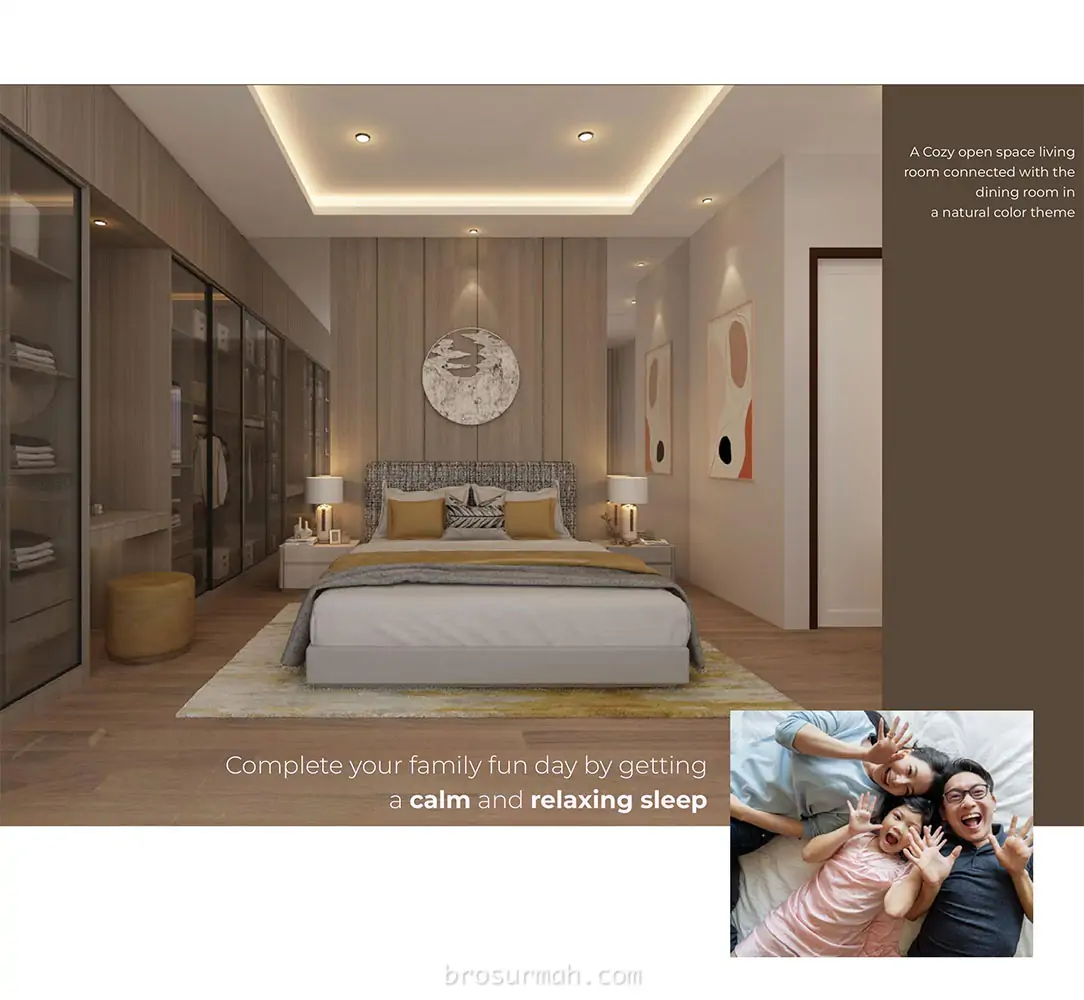 A Cozy open space living
room connected with the
dining room in
a natural color theme
Complete your family fun day by getting
a calm and relaxing sleep
brosurmah.com